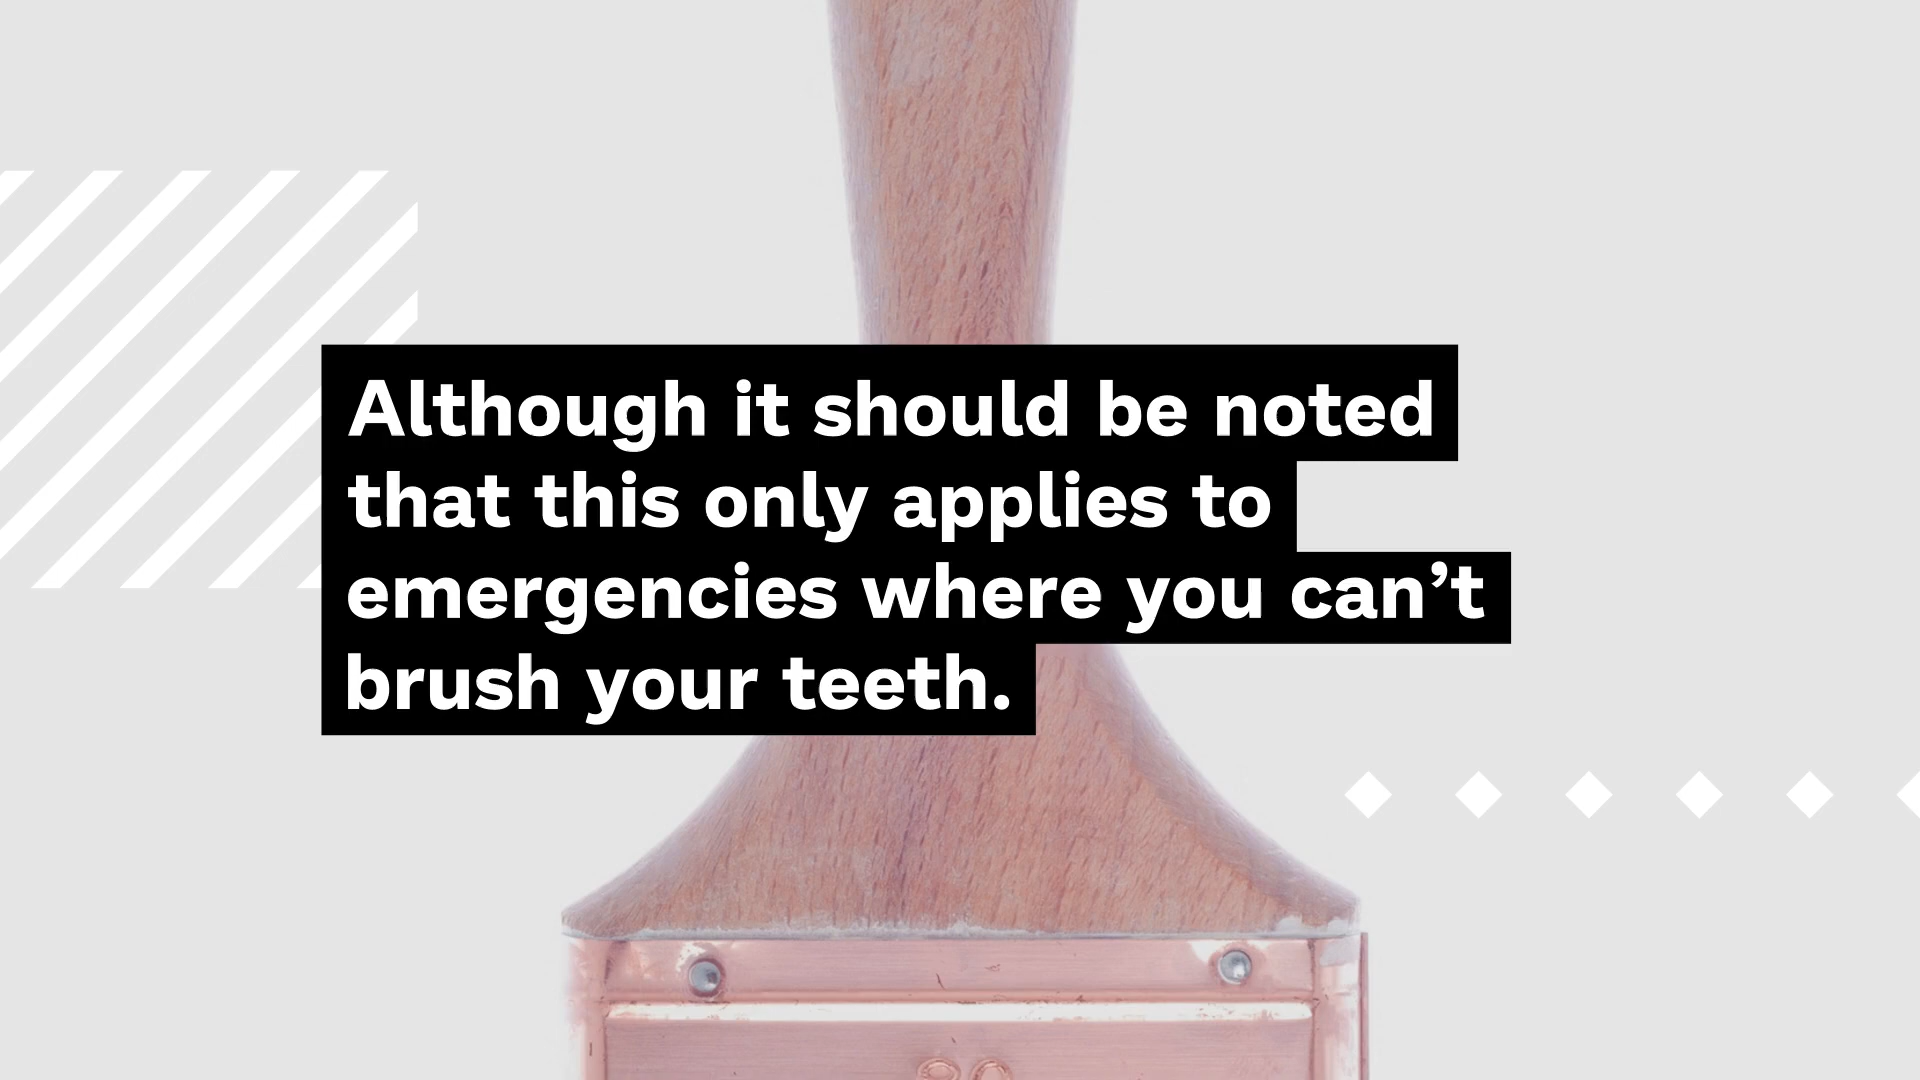 Although it should be noted
that this only applies to
emergencies where you can’t
brush your teeth.